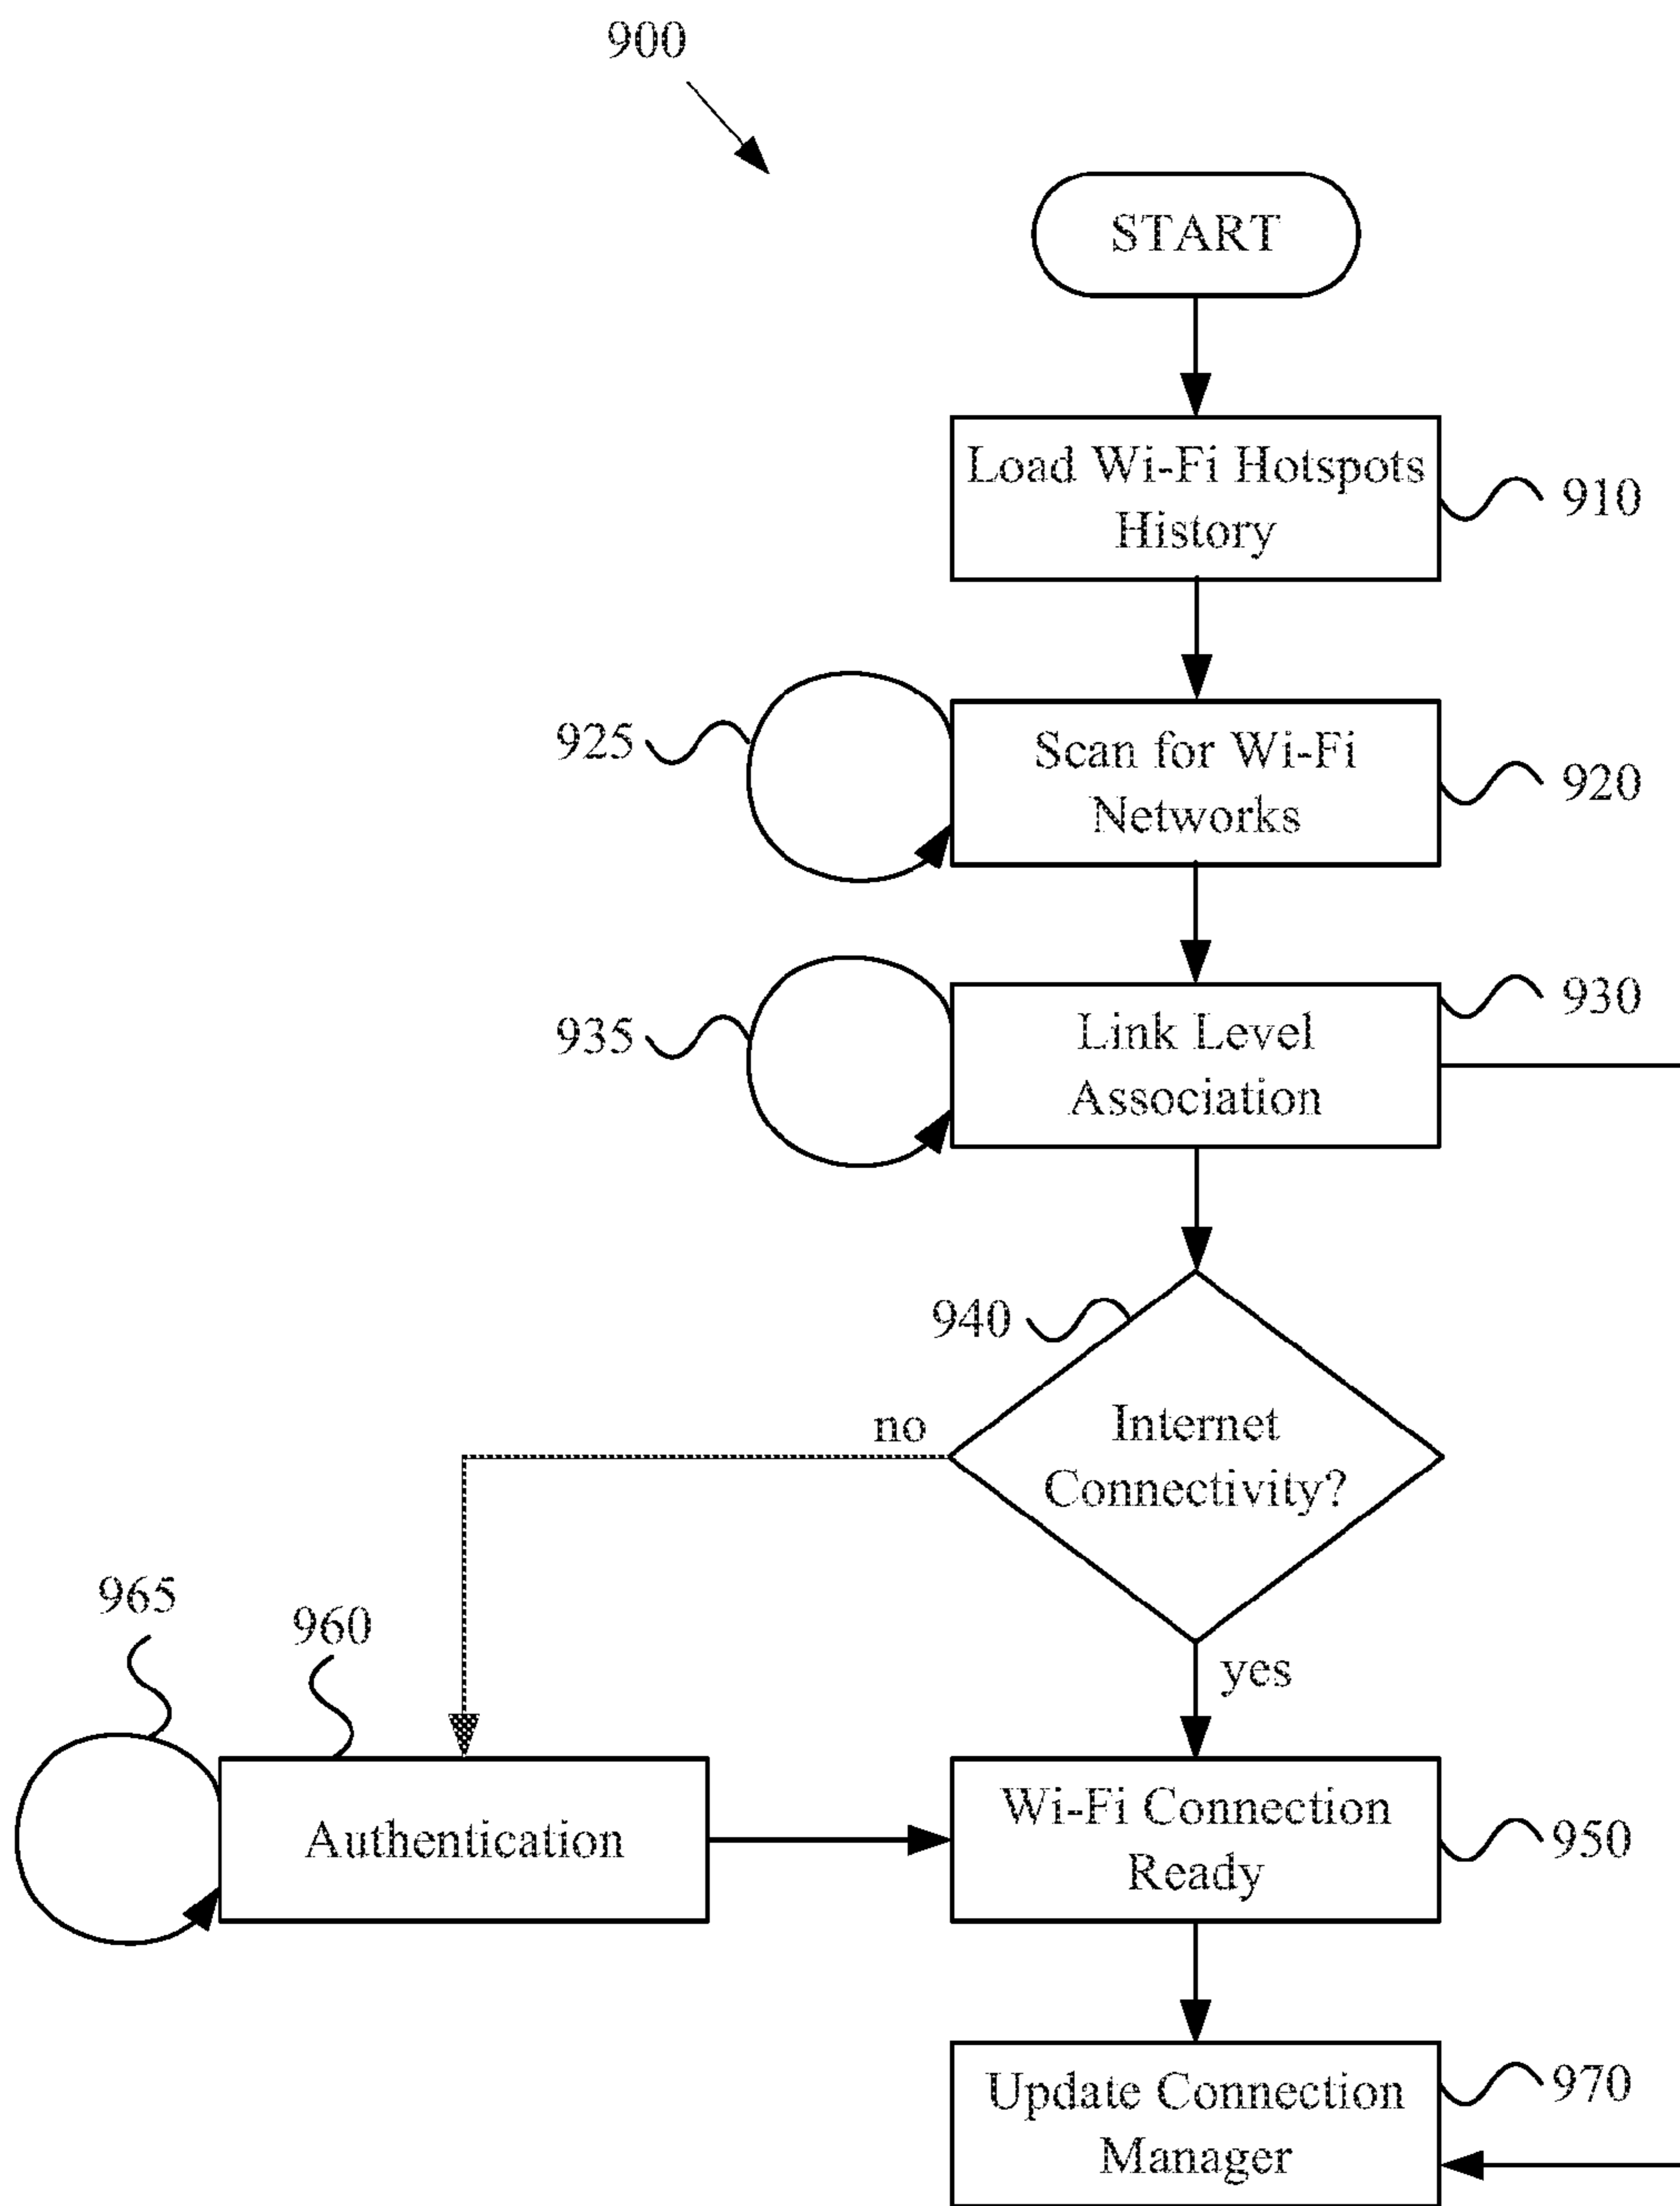 900
START
Load Wi-Fi Hotspots
History
910
925
Scan for Wi-Fi
Networks
920
935
Link Level
Association
930
940
Internet
Connectivity?
no
yes
965
960
Authentication
Wi-Fi Connection
Ready
950
Update Connection
Manager
970